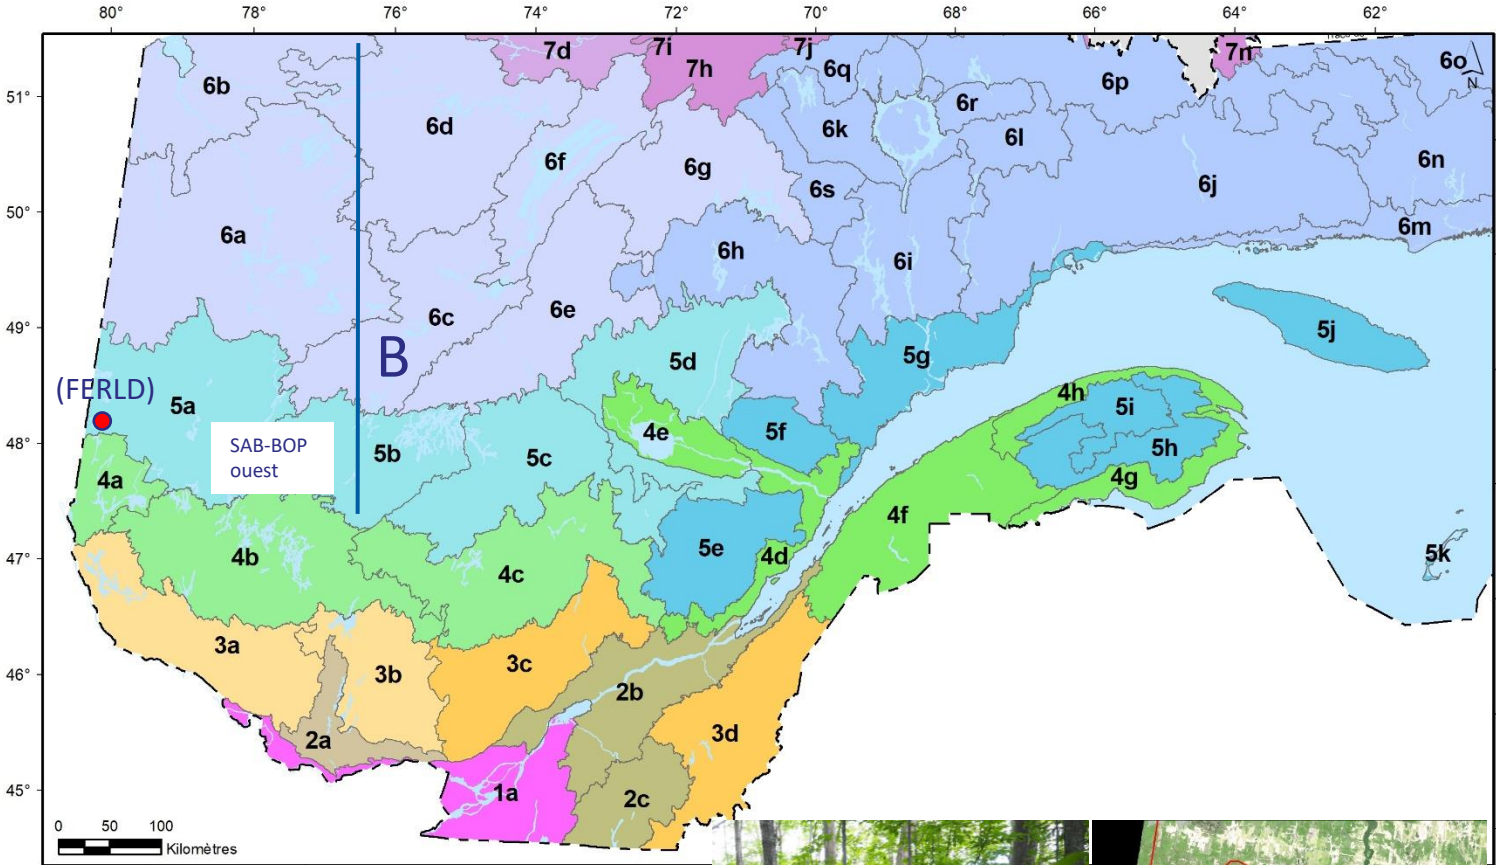 80° 78° 76 74 72 70 68 66 64 62
7d 7i 7h 7j 6q 7n 6o
N
51° 6b 6d 6k 6r 6l 6p
6f 6g 6s 6j 6n
50° 6a 6h 6i 6m
49° 6c 6e B 5d 5g 5j
(FERLD)
5a 4h 5i
48° 5b 5c 4e 5f 5h
SAB-BOP
ouest
4a 4g
4f
47° 4b 4c 5e 4d 5k
46° 3a 3b 3c 2b
2a 3d
45° 1a 2c
0 50 100
Kilomètres